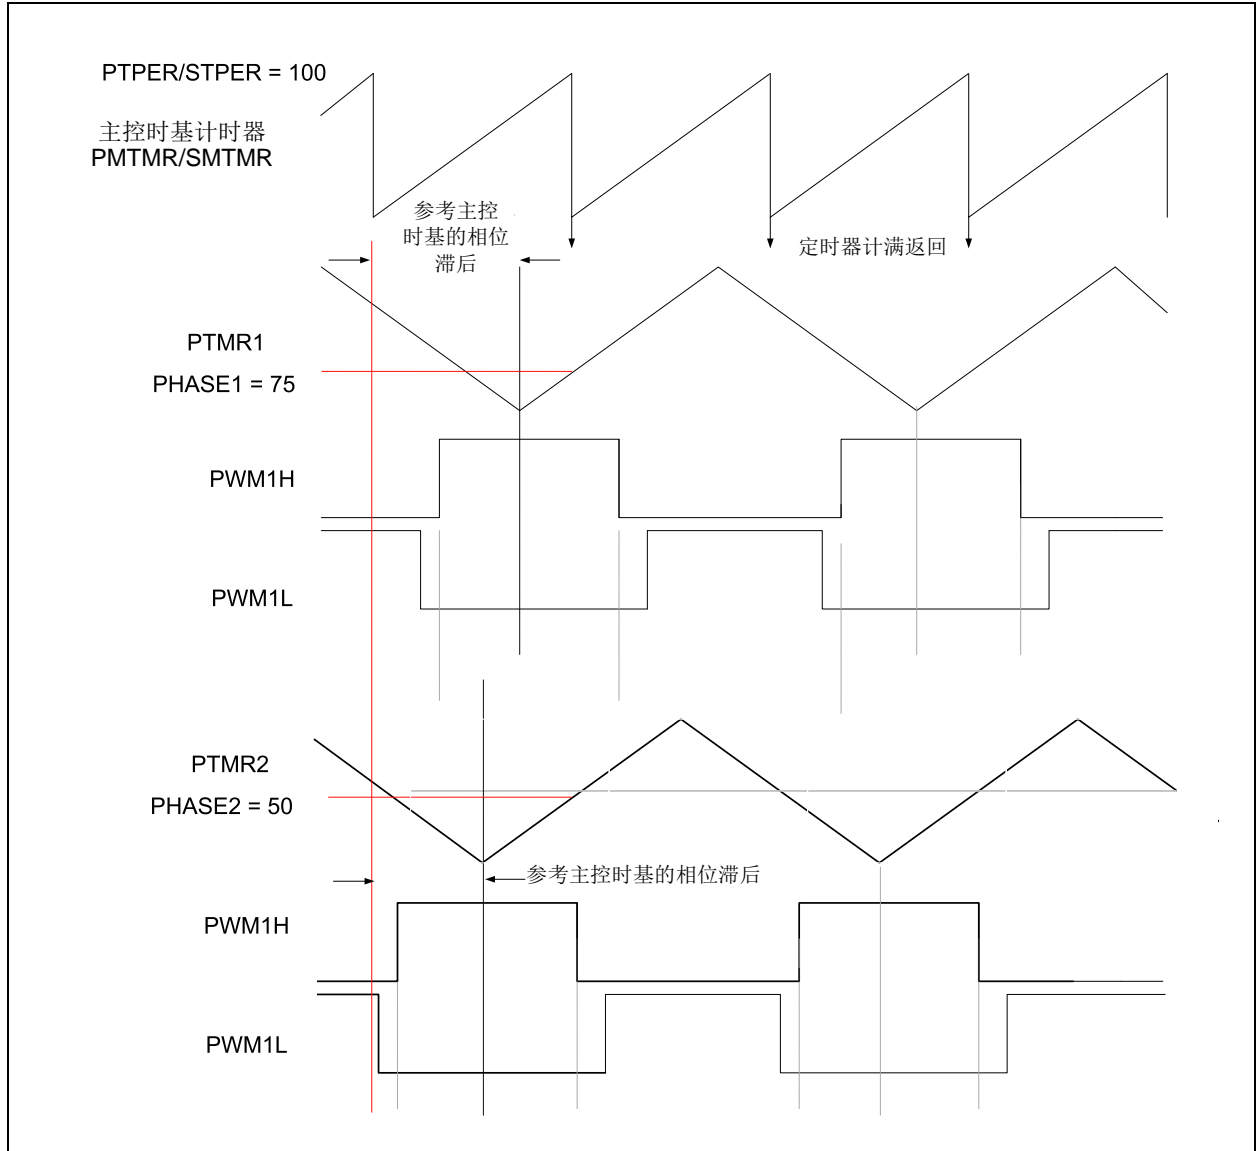 PTPER/STPER = 100
主控时基计时器
PMTMR/SMTMR
参考主控
时基的相位
滞后
定时器计满返回
PTMR1
PHASE1 = 75
PWM1H
PWM1L
PTMR2
PHASE2 = 50
参考主控时基的相位滞后
PWM1H
PWM1L